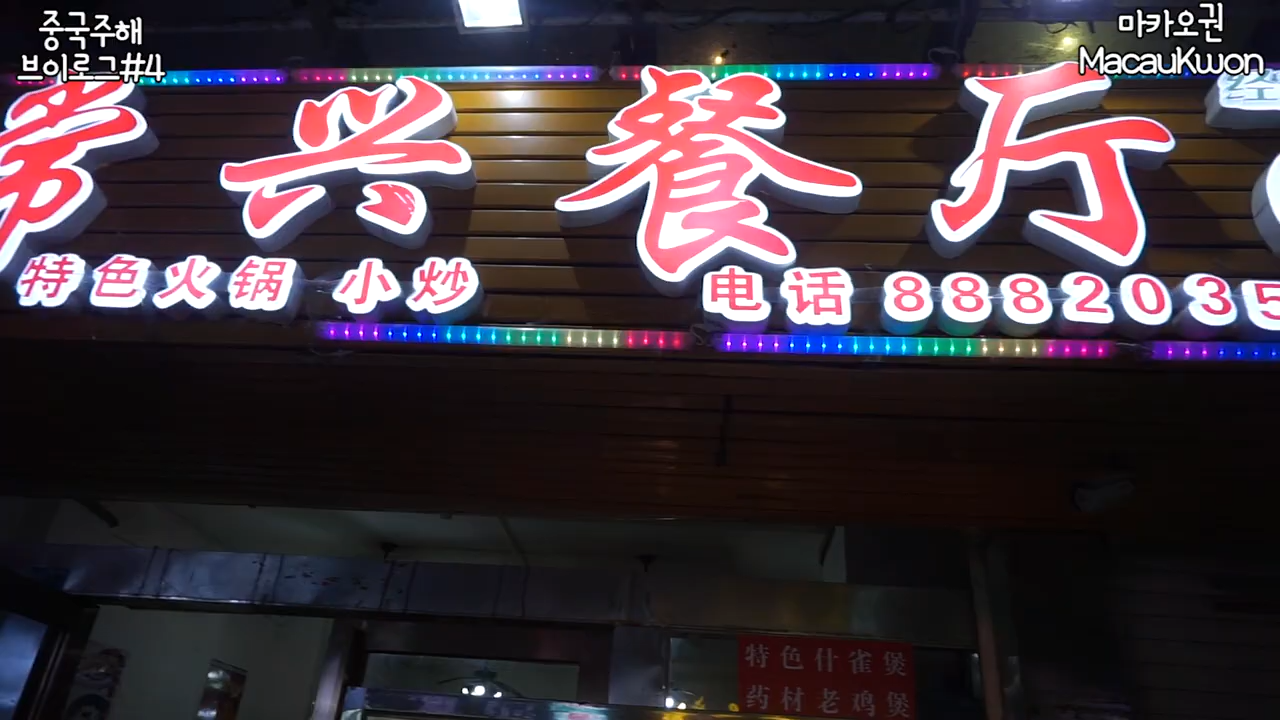 중국주해
브이로그#4
마카오권
MacauKwon
常兴餐厅
特色火锅 小炒
电话 8882035
特色什雀煲
药材老鸡煲